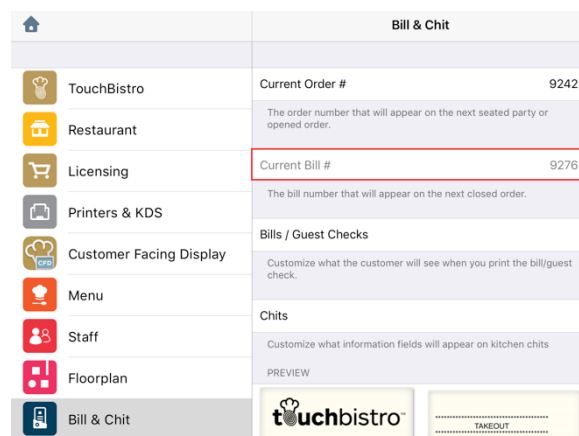 Bill & Chit
TouchBistro
Restaurant
Licensing
Printers & KDS
Customer Facing Display
CFD
Menu
Staff
Floorplan
Bill & Chit
Current Order # 9242
The order number that will appear on the next seated party or
opened order.
Current Bill # 9276
The bill number that will appear on the next closed order.
Bills / Guest Checks
Customize what the customer will see when you print the bill/guest
check.
Chits
Customize what information fields will appear on kitchen chits
PREVIEW
touchbistro
TAKEOUT